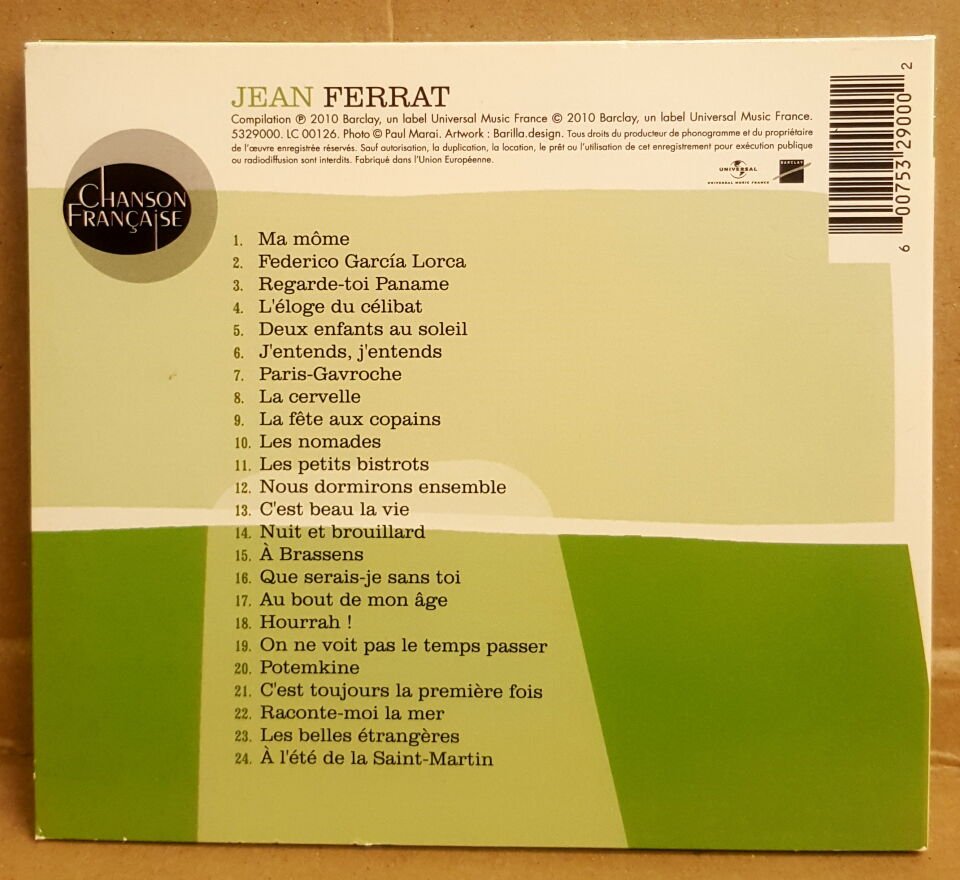 JEAN FERRAT
Compilation ℗ 2010 Barclay, un label Universal Music France © 2010 Barclay, un label Universal Music France.
5329000. LC 00126. Photo © Paul Marai. Artwork : Barilla.design. Tous droits du producteur de phonogramme et du propriétaire
de l'œuvre enregistrée réservés. Sauf autorisation, la duplication, la location, le prêt ou l'utilisation de cet enregistrement pour exécution publique
ou radiodiffusion sont interdits. Fabriqué dans l'Union Européenne.
UNIVERSAL
UNIVERSAL MUSIC FRANCE
BARCLAY
6 00753 29000 2
CHANSON
FRANÇAISE
1. Ma môme
2. Federico García Lorca
3. Regarde-toi Paname
4. L'éloge du célibat
5. Deux enfants au soleil
6. J'entends, j'entends
7. Paris-Gavroche
8. La cervelle
9. La fête aux copains
10. Les nomades
11. Les petits bistrots
12. Nous dormirons ensemble
13. C'est beau la vie
14. Nuit et brouillard
15. À Brassens
16. Que serais-je sans toi
17. Au bout de mon âge
18. Hourrah !
19. On ne voit pas le temps passer
20. Potemkine
21. C'est toujours la première fois
22. Raconte-moi la mer
23. Les belles étrangères
24. À l'été de la Saint-Martin